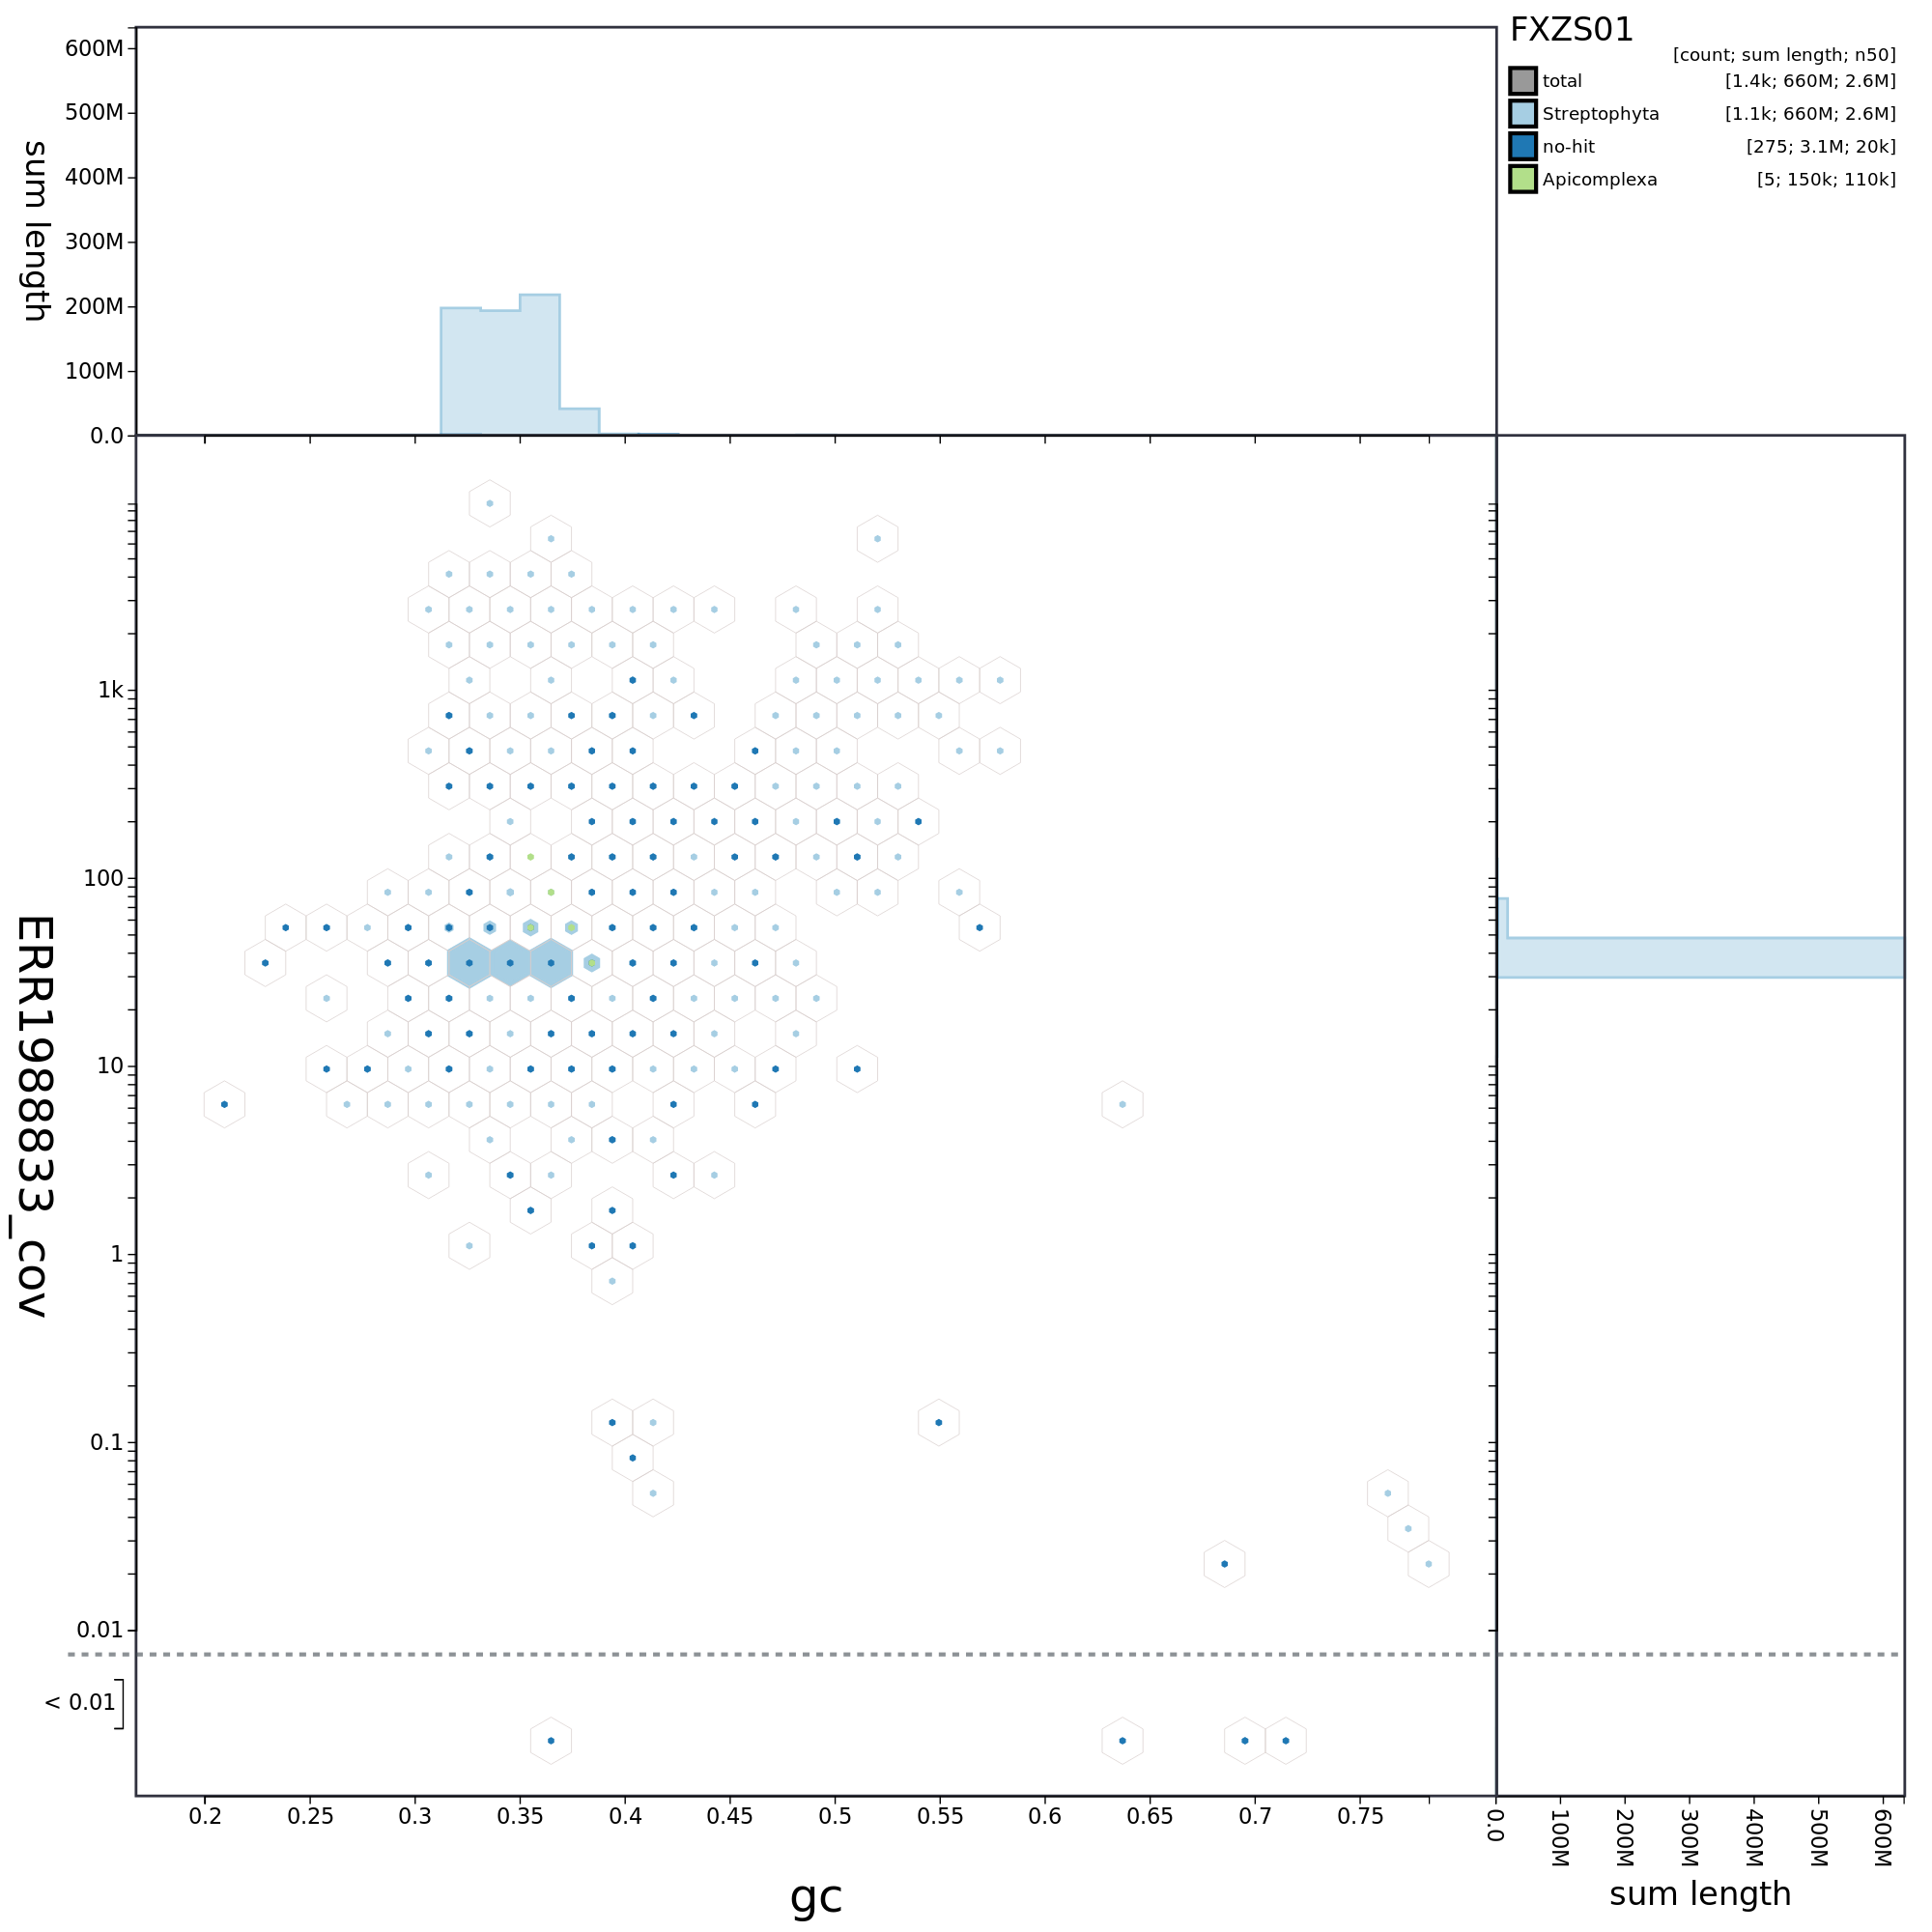 FXZS01
[count; sum length; n50]
total [1.4k; 660M; 2.6M]
Streptophyta [1.1k; 660M; 2.6M]
no-hit [275; 3.1M; 20k]
Apicomplexa [5; 150k; 110k]
sum length
600M
500M
400M
300M
200M
100M
0.0
ERR1988833_cov
1k
100
10
1
0.1
0.01
< 0.01
0.2 0.25 0.3 0.35 0.4 0.45 0.5 0.55 0.6 0.65 0.7 0.75
gc
0.0 100M 200M 300M 400M 500M 600M
sum length